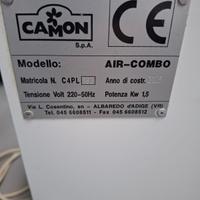 CAMON
S.p.A.
CE
Modello: AIR-COMBO
Matricola N. C4PL Anno di costr.
Tensione Volt 220-50Hz Potenza Kw 1,5
Via L. Cosentino, sn - ALBAREDO d'ADIGE (VR)
Tel. 045 6608511 - Fax 045 6608512